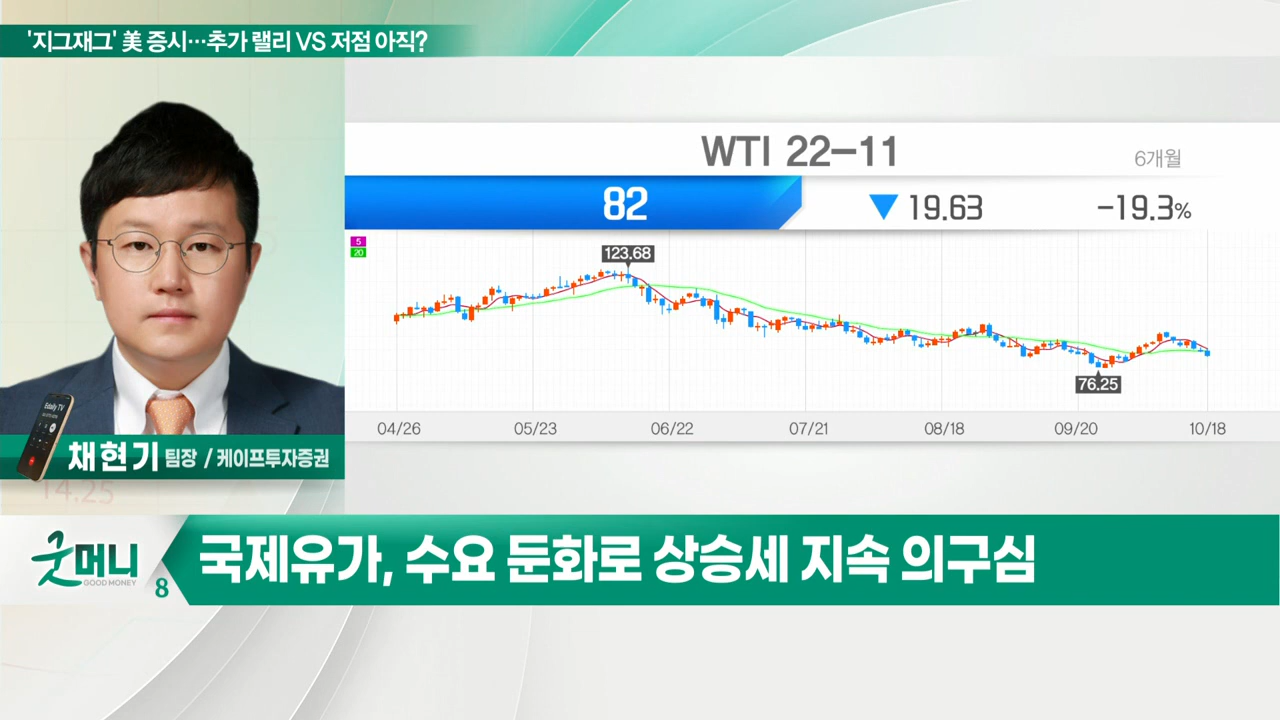 '지그재그' 美 증시…추가 랠리 VS 저점 아직?
WTI 22-11
6개월
82
▼ 19.63
-19.3%
5
20
123.68
76.25
04/26 05/23 06/22 07/21 08/18 09/20 10/18
Edaily TV
채현기 팀장 / 케이프투자증권
14.25
굿머니
GOOD MONEY
8
국제유가, 수요 둔화로 상승세 지속 의구심